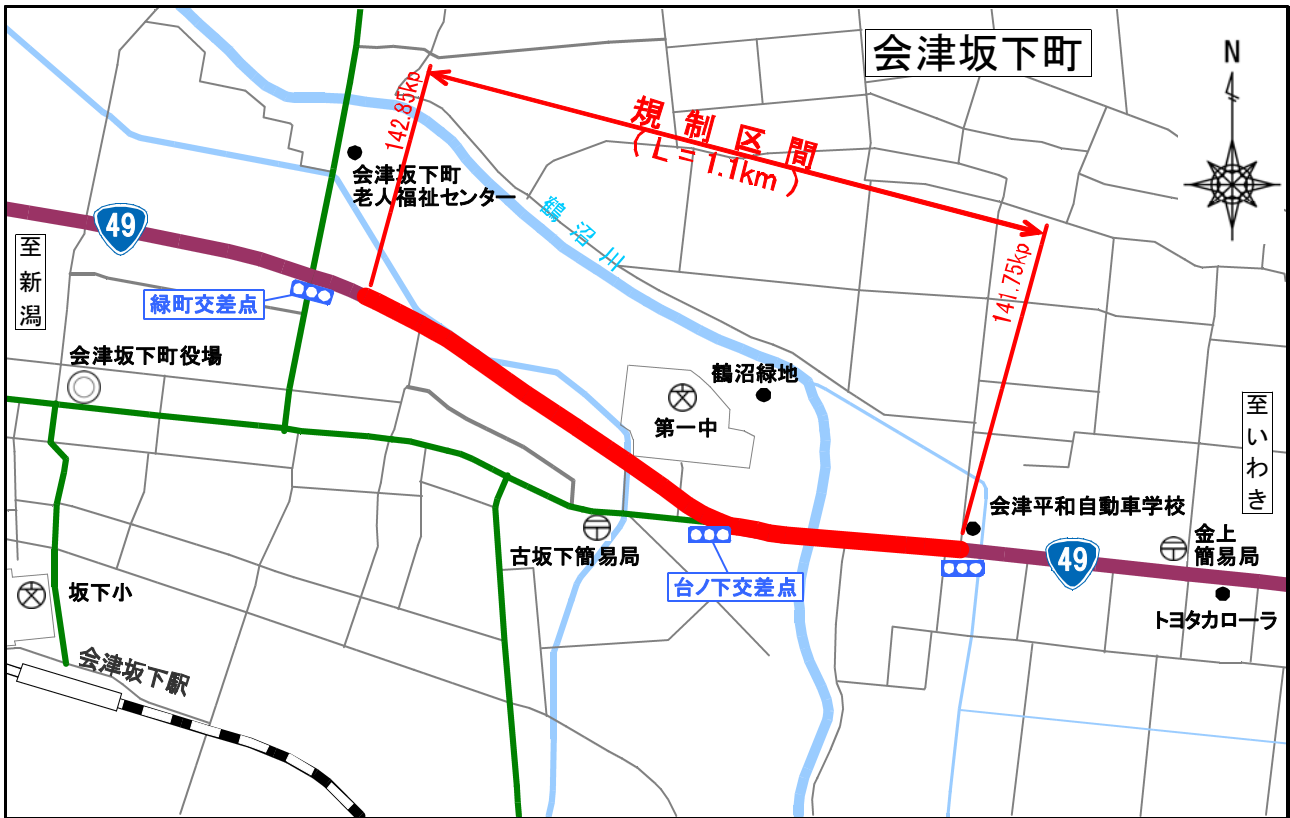 会津坂下町
N
142.85kp
規制区間
(L=1.1km)
会津坂下町
老人福祉センター
鶴沼川
49
至新潟
緑町交差点
141.75kp
会津坂下町役場
鶴沼緑地
第一中
至いわき
会津平和自動車学校
古坂下簡易局
金上
簡易局
49
台ノ下交差点
坂下小
トヨタカローラ
会津坂下駅